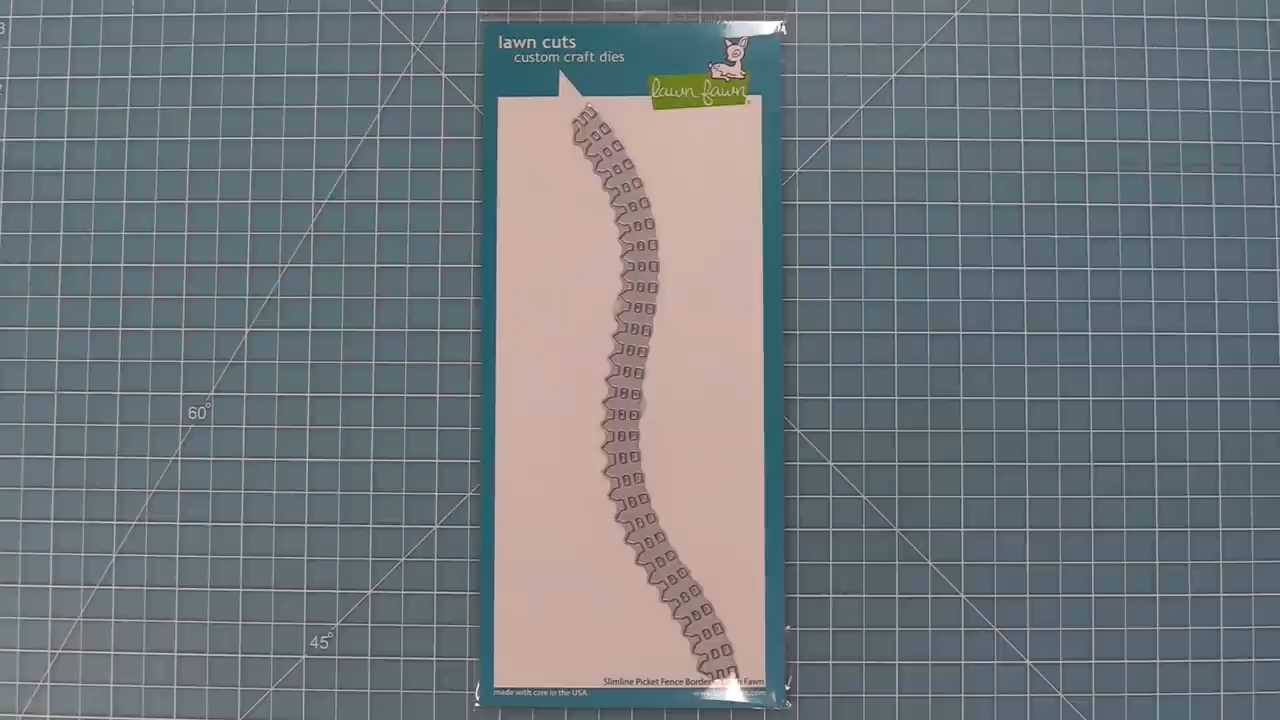 lawn cuts
custom craft dies
lawn fawn
60°
45°
Slimline Picket Fence Border Fawn
made with care in the USA